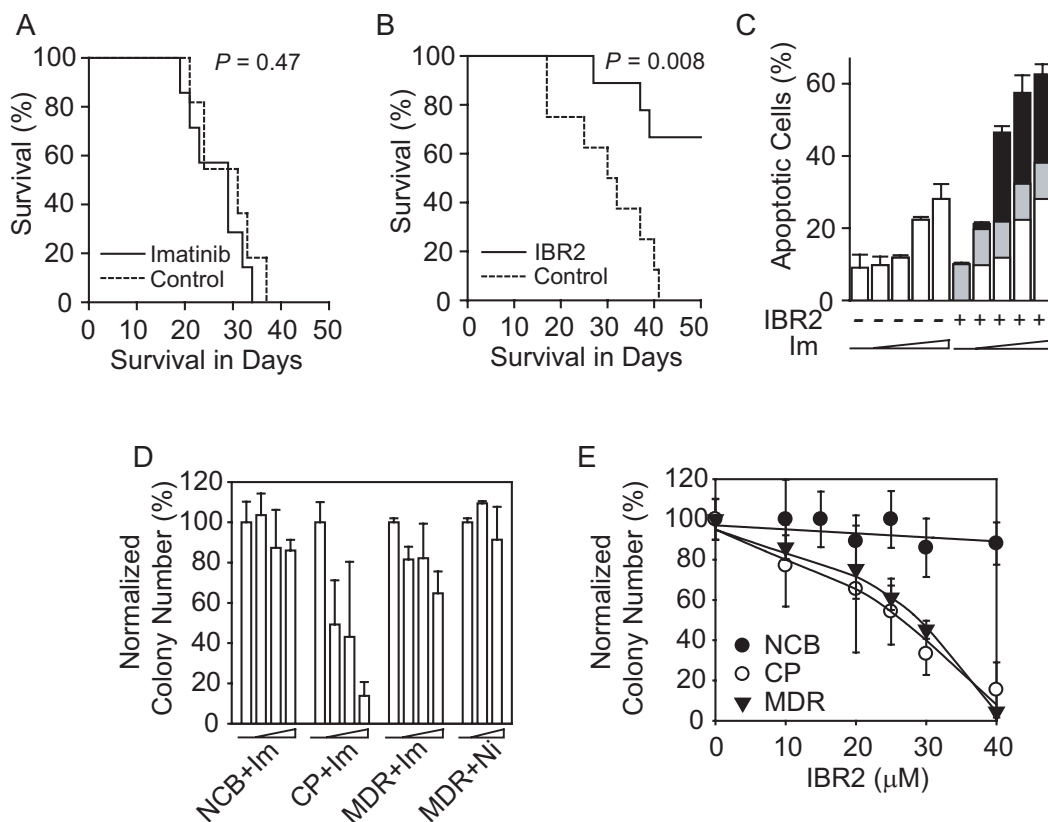 A
P = 0.47
Survival (%)
100
80
60
40
20
0
Imatinib
Control
0 10 20 30 40 50
Survival in Days
B
P = 0.008
Survival (%)
100
80
60
40
20
0
IBR2
Control
0 10 20 30 40 50
Survival in Days
C
Apoptotic Cells (%)
60
40
20
0
IBR2 - - - - - + + + + +
Im
D
Normalized
Colony Number (%)
120
100
80
60
40
20
0
NCB+Im
CP+Im
MDR+Im
MDR+Ni
E
Normalized
Colony Number (%)
120
100
80
60
40
20
0
NCB
CP
MDR
0 10 20 30 40
IBR2 (μM)